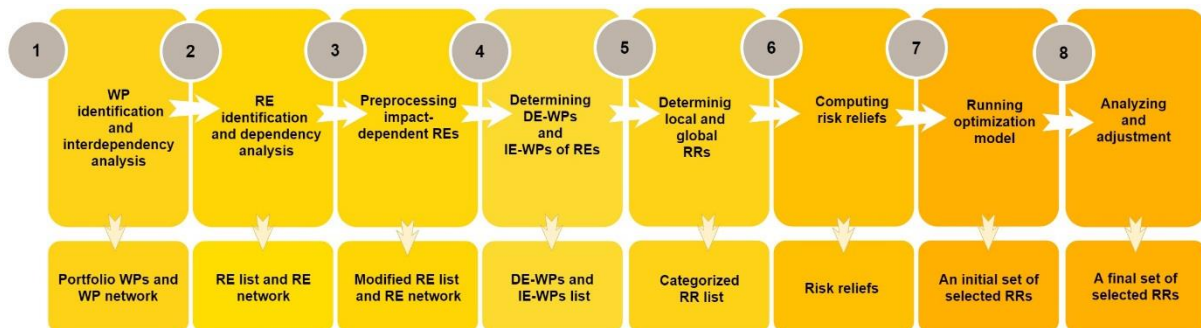 1
2
3
4
5
6
7
8
WP
identification
and
interdependency
analysis
RE
identification
and dependency
analysis
Preprocessing
impact-
dependent REs
Determining
DE-WPs
and
IE-WPs of REs
Determinig
local and
global
RRs
Computing
risk reliefs
Running
optimization
model
Analyzing
and
adjustment
Portfolio WPs and
WP network
RE list and RE
network
Modified RE list
and RE network
DE-WPs and
IE-WPs list
Categorized
RR list
Risk reliefs
An initial set of
selected RRs
A final set of
selected RRs